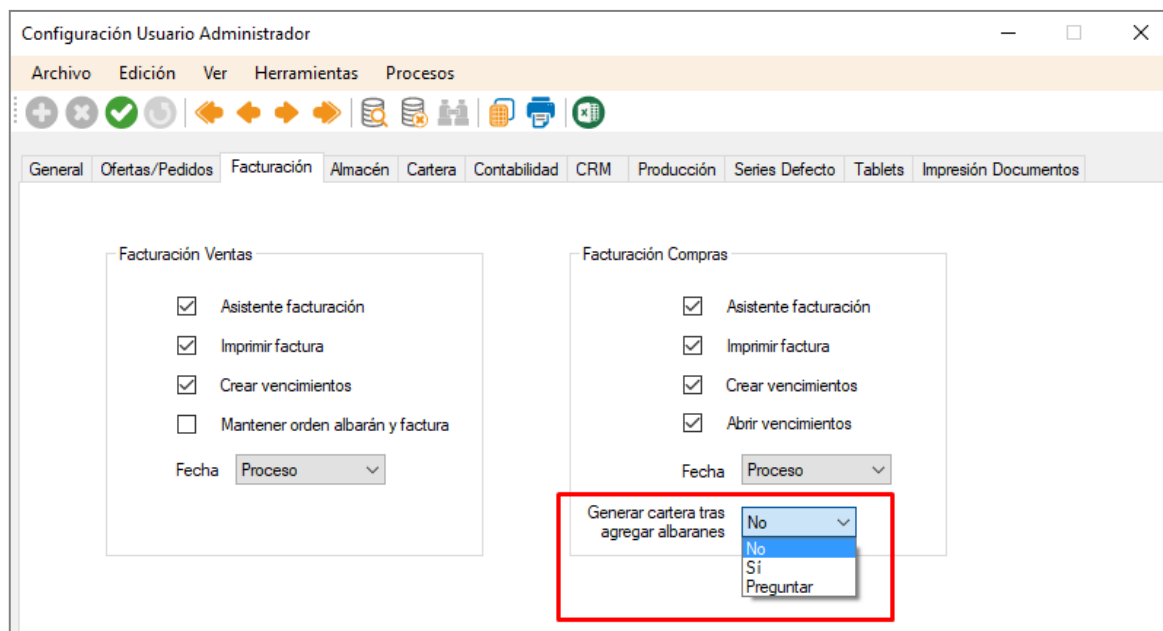 Configuración Usuario Administrador
Archivo Edición Ver Herramientas Procesos
General Ofertas/Pedidos Facturación Almacén Cartera Contabilidad CRM Producción Series Defecto Tablets Impresión Documentos
Facturación Ventas
Asistente facturación
Imprimir factura
Crear vencimientos
Mantener orden albarán y factura
Fecha Proceso
Facturación Compras
Asistente facturación
Imprimir factura
Crear vencimientos
Abrir vencimientos
Fecha Proceso
Generar cartera tras
agregar albaranes
No
No
Sí
Preguntar